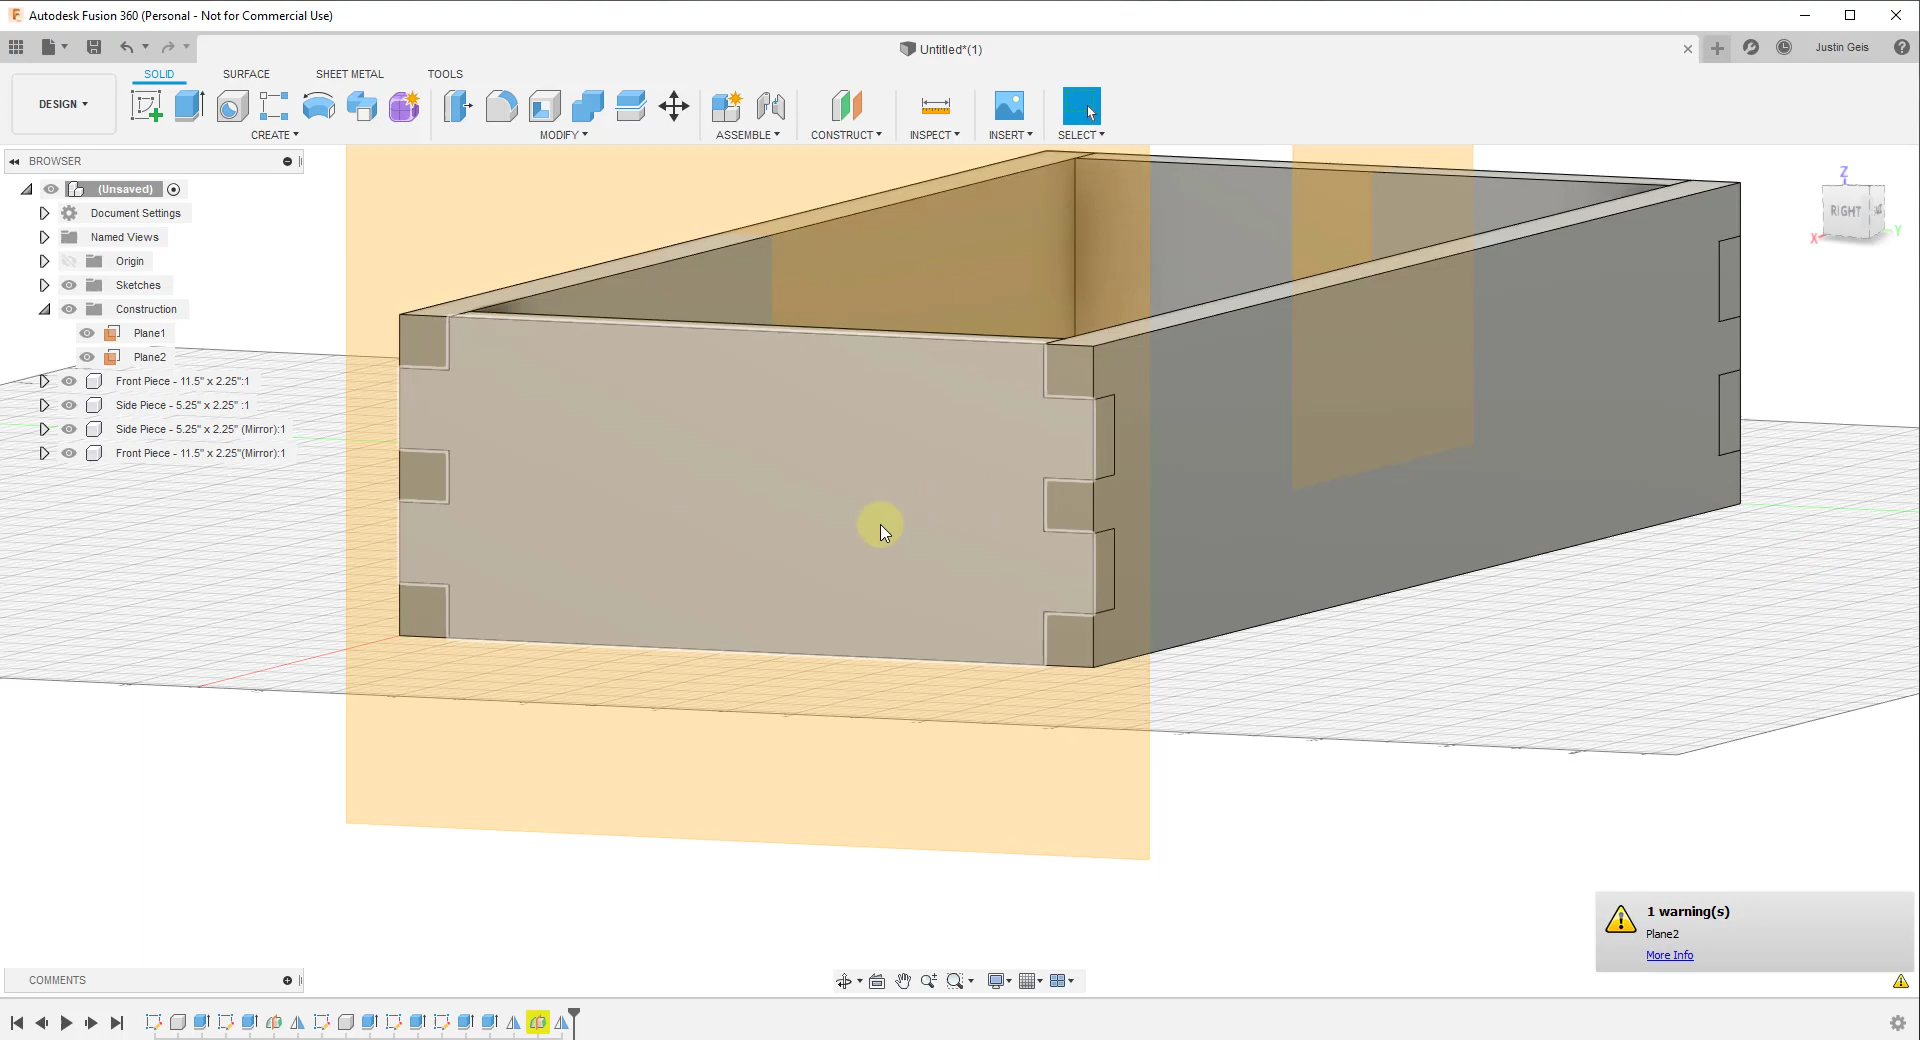 Autodesk Fusion 360 (Personal - Not for Commercial Use)
Untitled*(1)
Justin Geis
DESIGN
SOLID
SURFACE
SHEET METAL
TOOLS
CREATE
MODIFY
ASSEMBLE
CONSTRUCT
INSPECT
INSERT
SELECT
BROWSER
(Unsaved)
Document Settings
Named Views
Origin
Sketches
Construction
Plane1
Plane2
Front Piece - 11.5" x 2.25":1
Side Piece - 5.25" x 2.25" :1
Side Piece - 5.25" x 2.25" (Mirror):1
Front Piece - 11.5" x 2.25"(Mirror):1
Z
RIGHT
X
Y
1 warning(s)
Plane2
More Info
COMMENTS